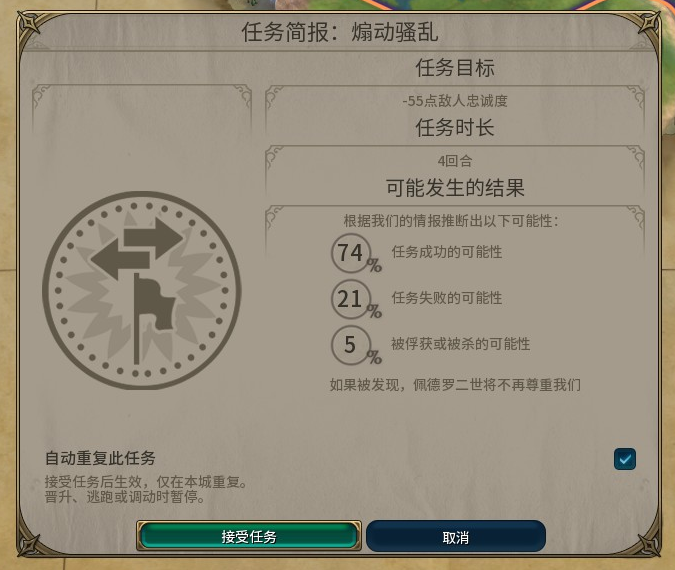 任务简报：煽动骚乱
任务目标
-55点敌人忠诚度
任务时长
4回合
可能发生的结果
根据我们的情报推断出以下可能性：
74% 任务成功的可能性
21% 任务失败的可能性
5% 被俘获或被杀的可能性
如果被发现，佩德罗二世将不再尊重我们
自动重复此任务
接受任务后生效，仅在本城重复。
晋升、逃跑或调动时暂停。
接受任务
取消